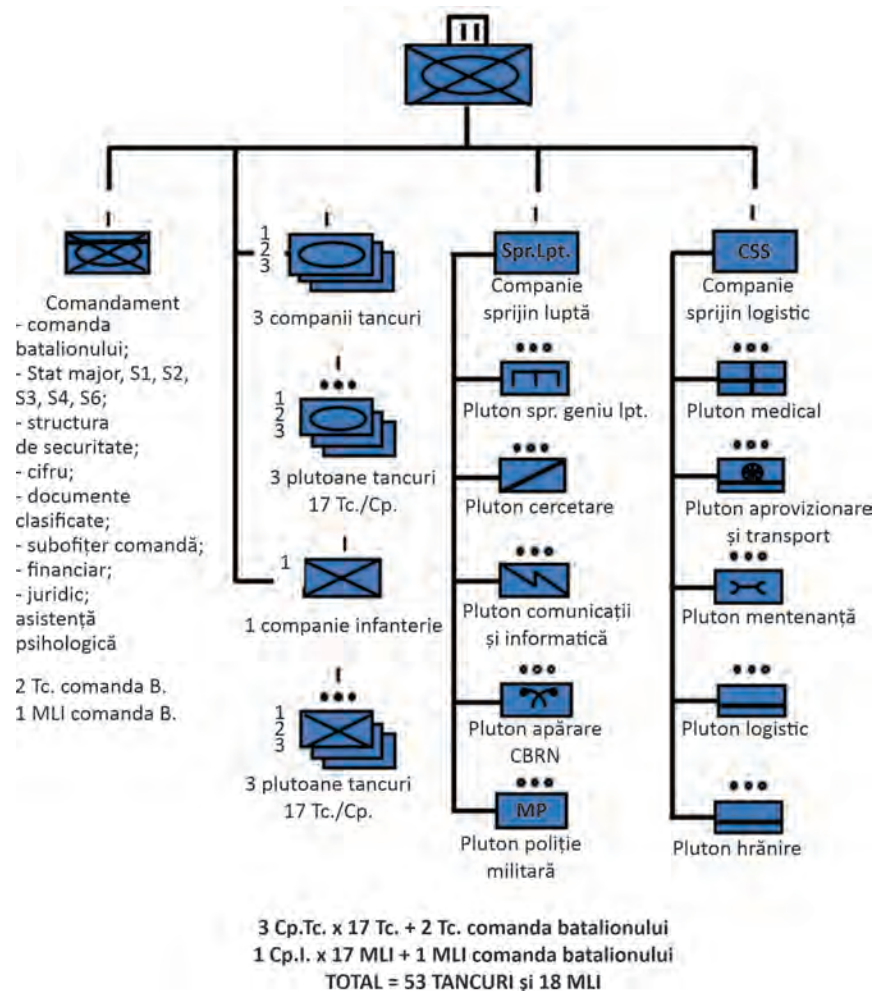 Comandament
- comanda
batalionului;
- Stat major, S1, S2,
S3, S4, S6;
- structura
de securitate;
- cifru;
- documente
clasificate;
- subofițer comandă;
- financiar;
- juridic;
asistență
psihologică
2 Tc. comanda B.
1 MLI comanda B.
1
2
3
3 companii tancuri
1
2
3
3 plutoane tancuri
17 Tc./Cp.
1
1 companie infanterie
1
2
3
3 plutoane tancuri
17 Tc./Cp.
Spr.Lpt.
Companie
sprijin luptă
Pluton spr. geniu lpt.
Pluton cercetare
Pluton comunicații
și informatică
Pluton apărare
CBRN
MP
Pluton poliție
militară
CSS
Companie
sprijin logistic
Pluton medical
Pluton aprovizionare
și transport
Pluton mentenanță
Pluton logistic
Pluton hrănire
3 Cp.Tc. x 17 Tc. + 2 Tc. comanda batalionului
1 Cp.I. x 17 MLI + 1 MLI comanda batalionului
TOTAL = 53 TANCURI și 18 MLI